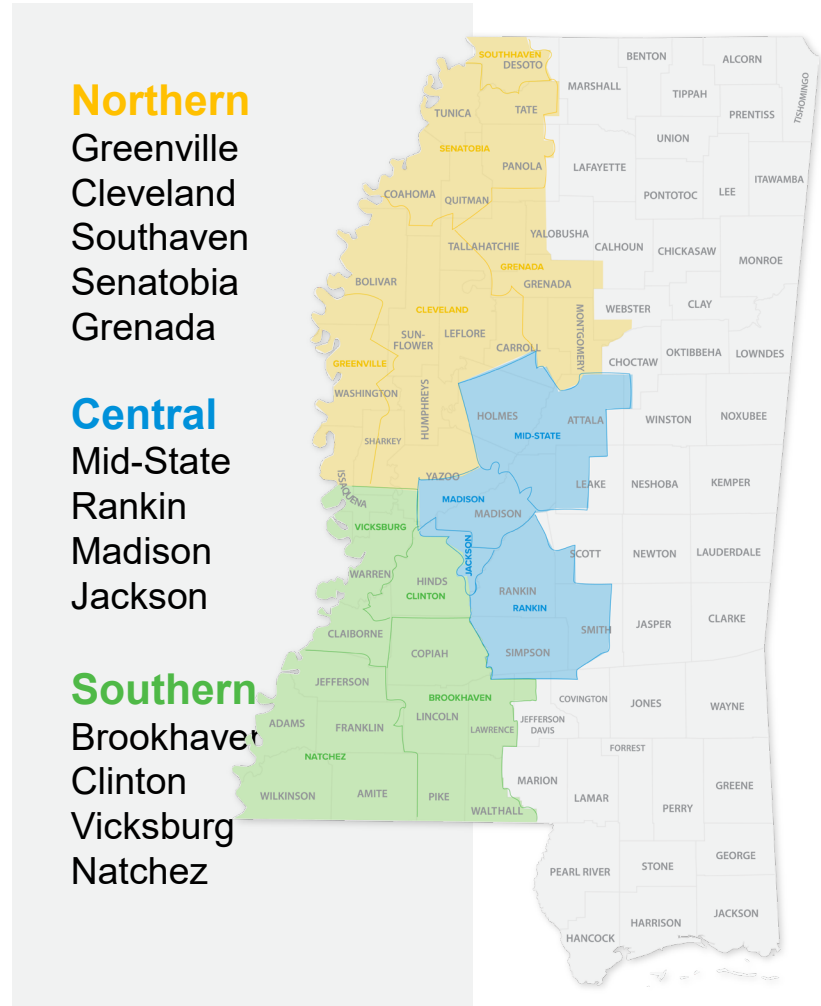 Northern
Greenville
Cleveland
Southaven
Senatobia
Grenada
Central
Mid-State
Rankin
Madison
Jackson
Southern
Brookhaven
Clinton
Vicksburg
Natchez
SOUTHHAVEN
DESOTO
BENTON
ALCORN
MARSHALL
TIPPAH
TISHOMINGO
PRENTISS
TUNICA
TATE
UNION
SENATOBIA
PANOLA
LAFAYETTE
ITAWAMBA
COAHOMA
QUITMAN
PONTOTOC
LEE
YALOBUSHA
TALLAHATCHIE
CALHOUN
CHICKASAW
MONROE
GRENADA
GRENADA
BOLIVAR
CLEVELAND
WEBSTER
CLAY
SUN-
FLOWER
LEFLORE
CARROLL
MONTGOMERY
OKTIBBEHA
LOWNDES
CHOCTAW
GREENVILLE
WASHINGTON
HUMPHREYS
HOLMES
ATTALA
WINSTON
NOXUBEE
MID-STATE
SHARKEY
YAZOO
ISSAQUENA
LEAKE
NESHOBA
KEMPER
MADISON
MADISON
VICKSBURG
JACKSON
SCOTT
NEWTON
LAUDERDALE
WARREN
HINDS
CLINTON
RANKIN
RANKIN
SMITH
JASPER
CLARKE
CLAIBORNE
COPIAH
SIMPSON
JEFFERSON
BROOKHAVEN
COVINGTON
JONES
WAYNE
ADAMS
FRANKLIN
LINCOLN
LAWRENCE
JEFFERSON
DAVIS
FORREST
NATCHEZ
MARION
LAMAR
PERRY
GREENE
WILKINSON
AMITE
PIKE
WALTHALL
PEARL RIVER
STONE
GEORGE
HANCOCK
HARRISON
JACKSON